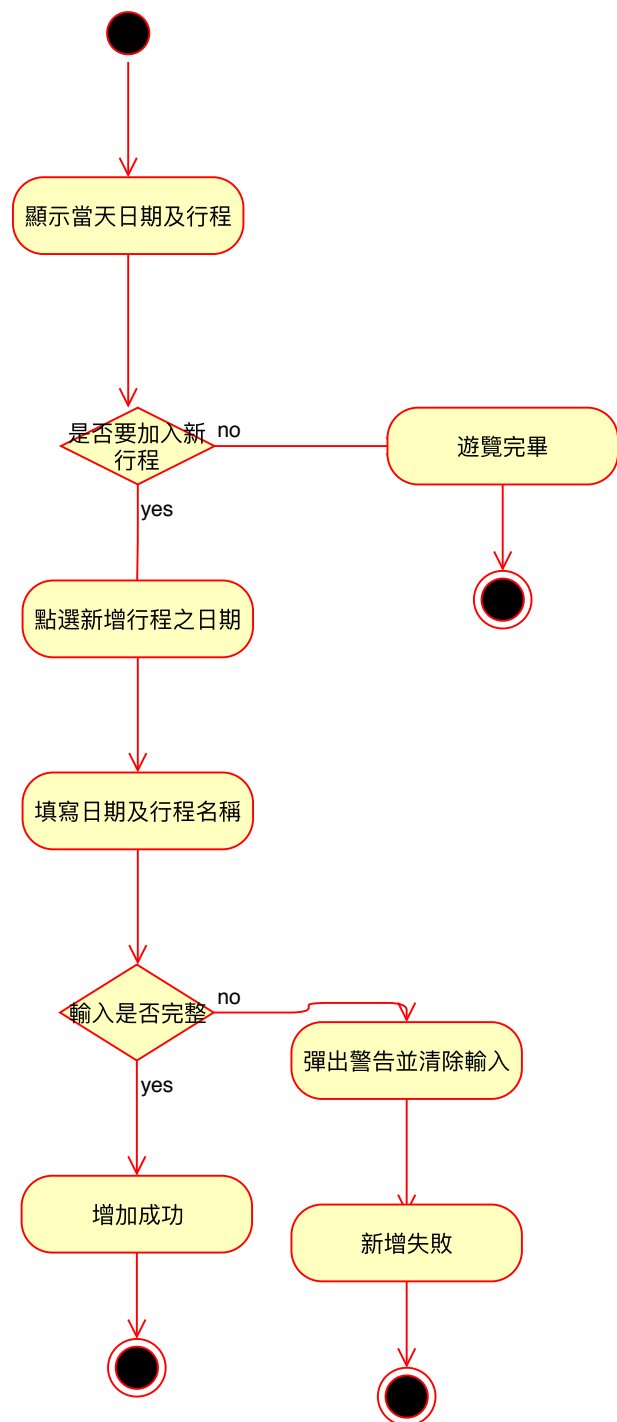 顯示當天日期及行程
是否要加入新
行程
no
遊覽完畢
yes
點選新增行程之日期
填寫日期及行程名稱
輸入是否完整
no
彈出警告並清除輸入
yes
增加成功
新增失敗